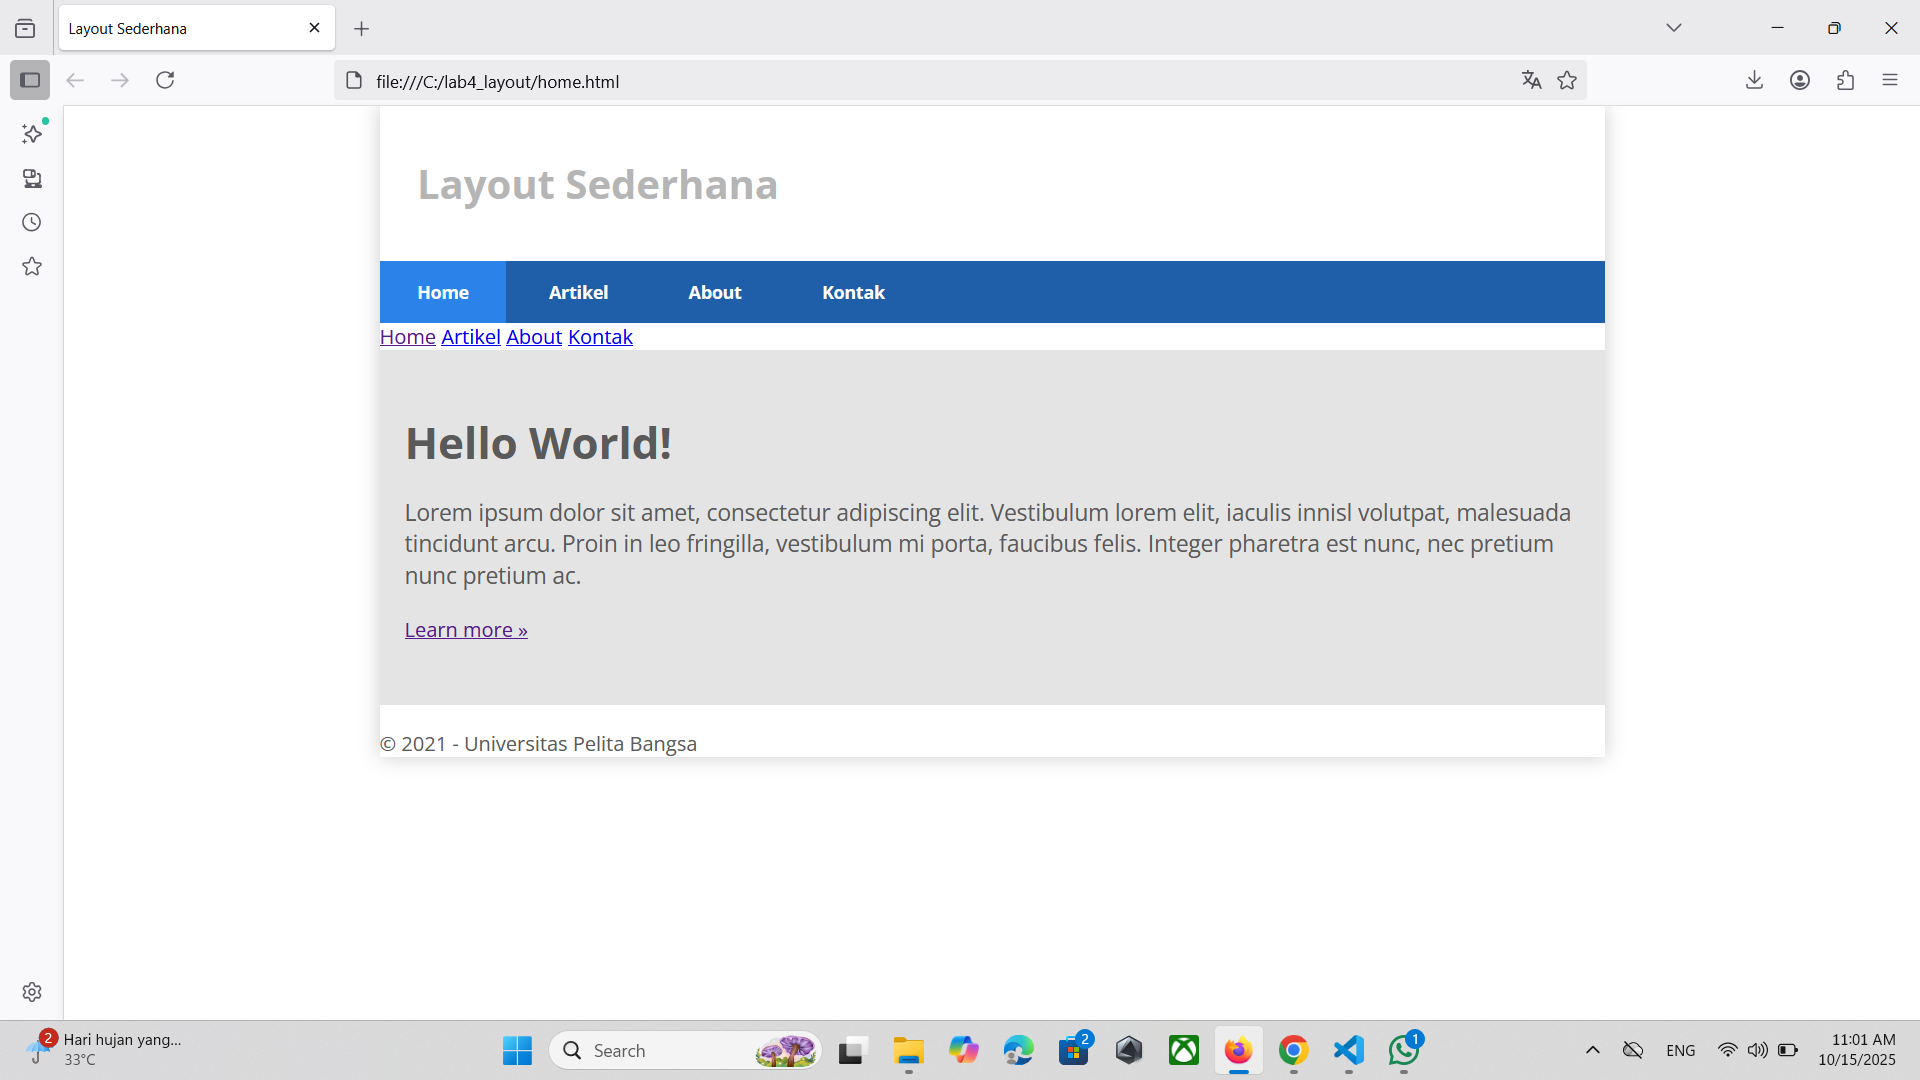 Layout Sederhana
file:///C:/lab4_layout/home.html
Layout Sederhana
Home Artikel About Kontak
Home Artikel About Kontak
Hello World!
Lorem ipsum dolor sit amet, consectetur adipiscing elit. Vestibulum lorem elit, iaculis innisl volutpat, malesuada
tincidunt arcu. Proin in leo fringilla, vestibulum mi porta, faucibus felis. Integer pharetra est nunc, nec pretium
nunc pretium ac.
Learn more »
© 2021 - Universitas Pelita Bangsa
2
Hari hujan yang...
33°C
Search
2
1
ENG
11:01 AM
10/15/2025